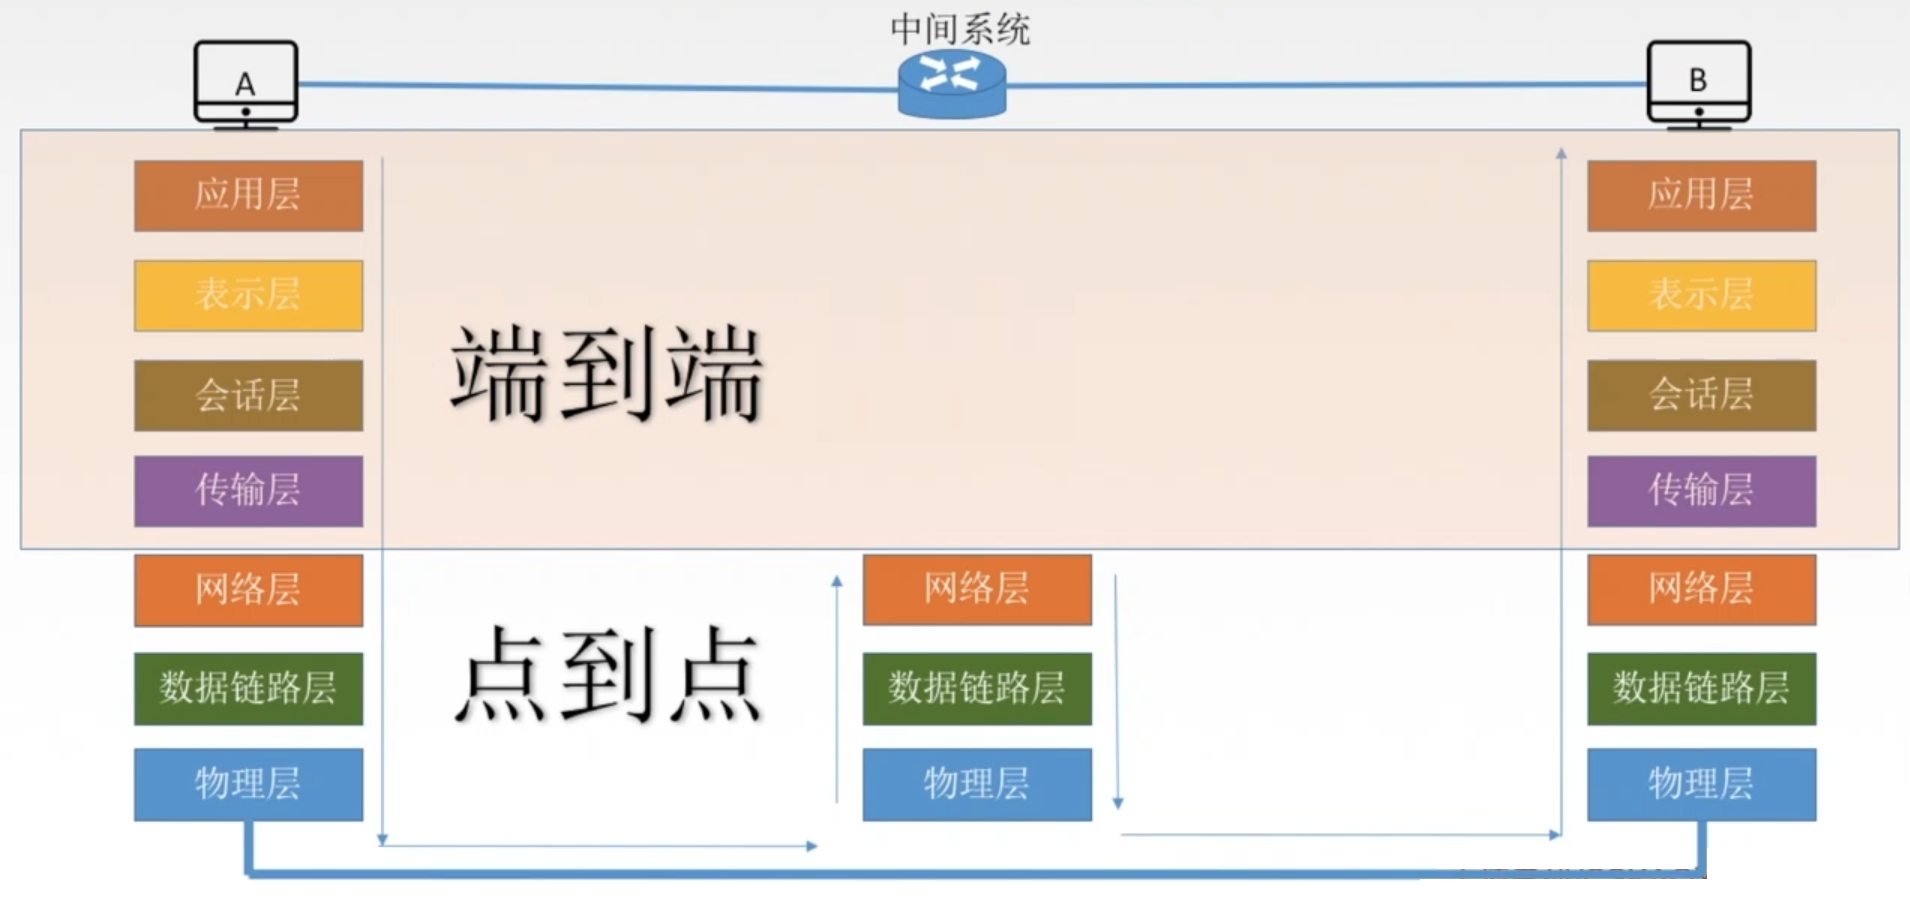 中间系统
A
B
应用层
应用层
表示层
表示层
端到端
会话层
会话层
传输层
传输层
网络层
网络层
网络层
点到点
数据链路层
数据链路层
数据链路层
物理层
物理层
物理层